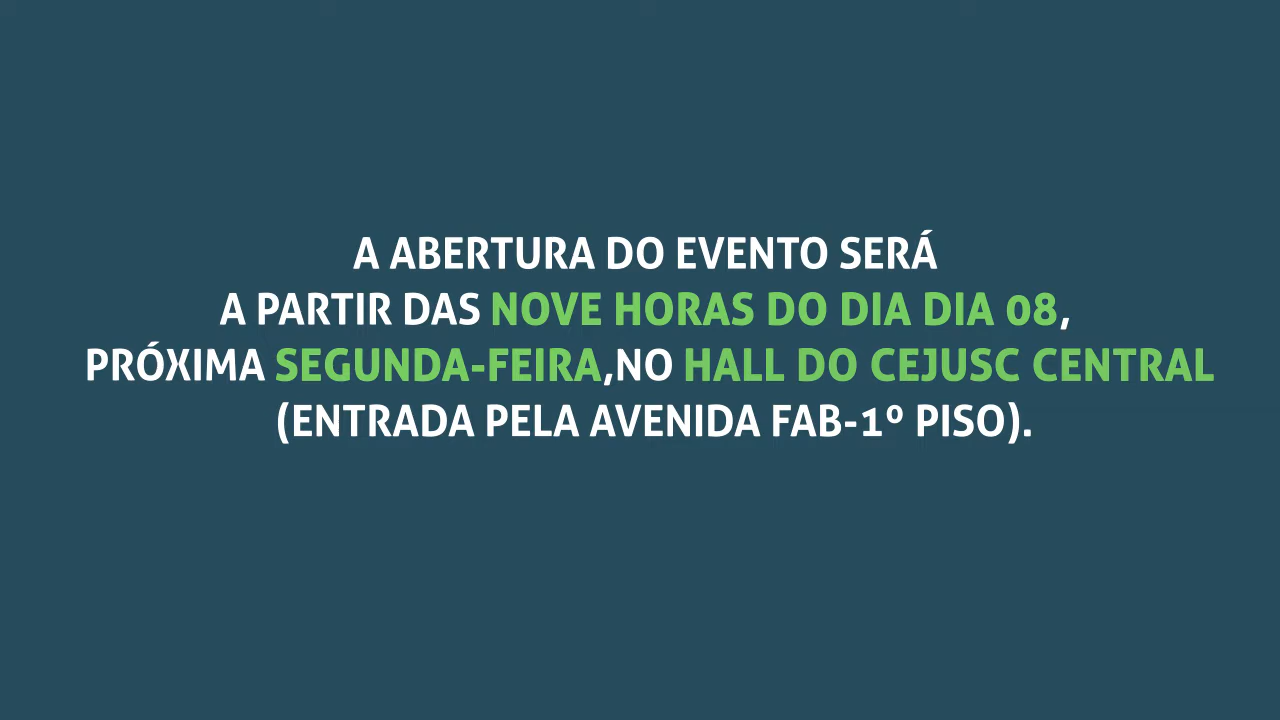 A ABERTURA DO EVENTO SERÁ
A PARTIR DAS NOVE HORAS DO DIA DIA 08,
PRÓXIMA SEGUNDA-FEIRA,NO HALL DO CEJUSC CENTRAL
(ENTRADA PELA AVENIDA FAB-1º PISO).